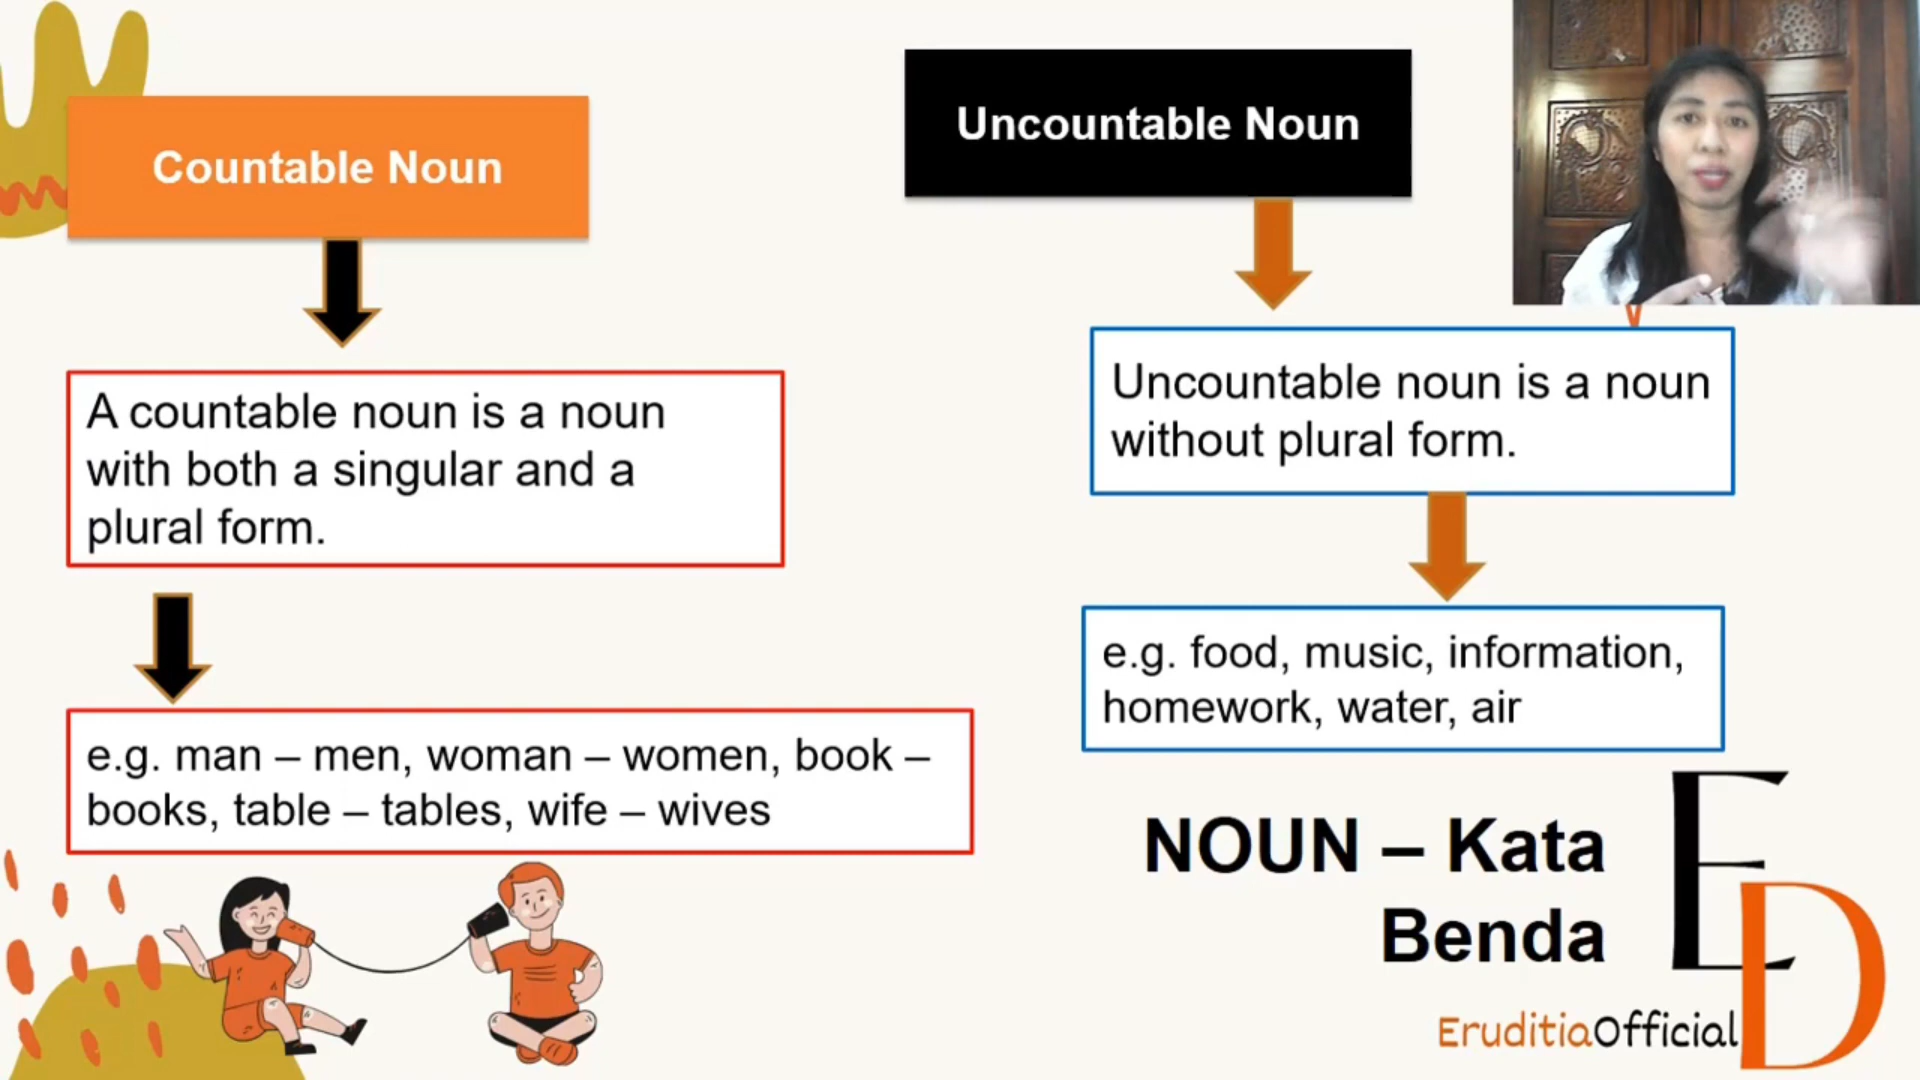 Countable Noun
A countable noun is a noun
with both a singular and a
plural form.
e.g. man – men, woman – women, book –
books, table – tables, wife – wives
Uncountable Noun
Uncountable noun is a noun
without plural form.
e.g. food, music, information,
homework, water, air
NOUN – Kata
Benda
ED
EruditiaOfficial